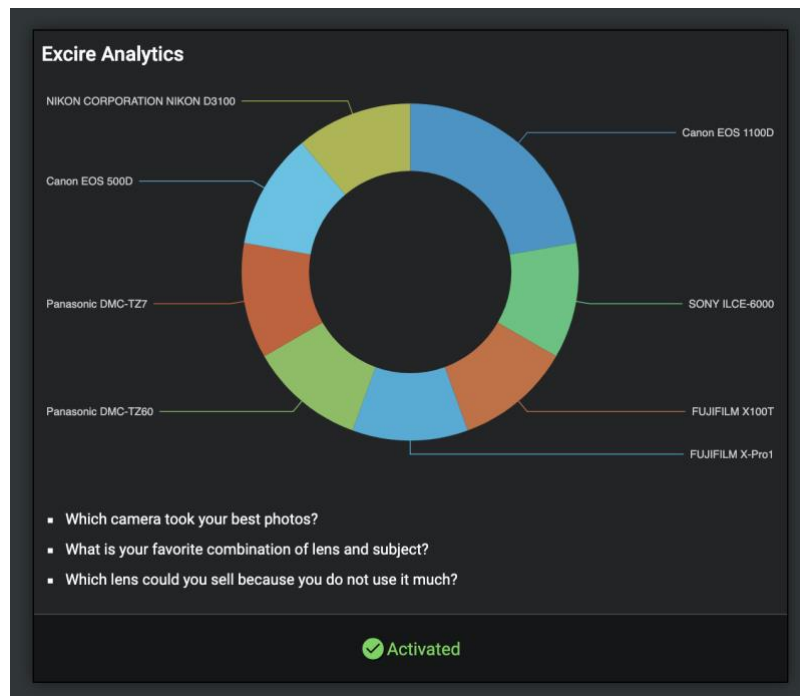 Excire Analytics
NIKON CORPORATION NIKON D3100
Canon EOS 1100D
Canon EOS 500D
Panasonic DMC-TZ7
SONY ILCE-6000
Panasonic DMC-TZ60
FUJIFILM X100T
FUJIFILM X-Pro1
▪ Which camera took your best photos?
▪ What is your favorite combination of lens and subject?
▪ Which lens could you sell because you do not use it much?
Activated